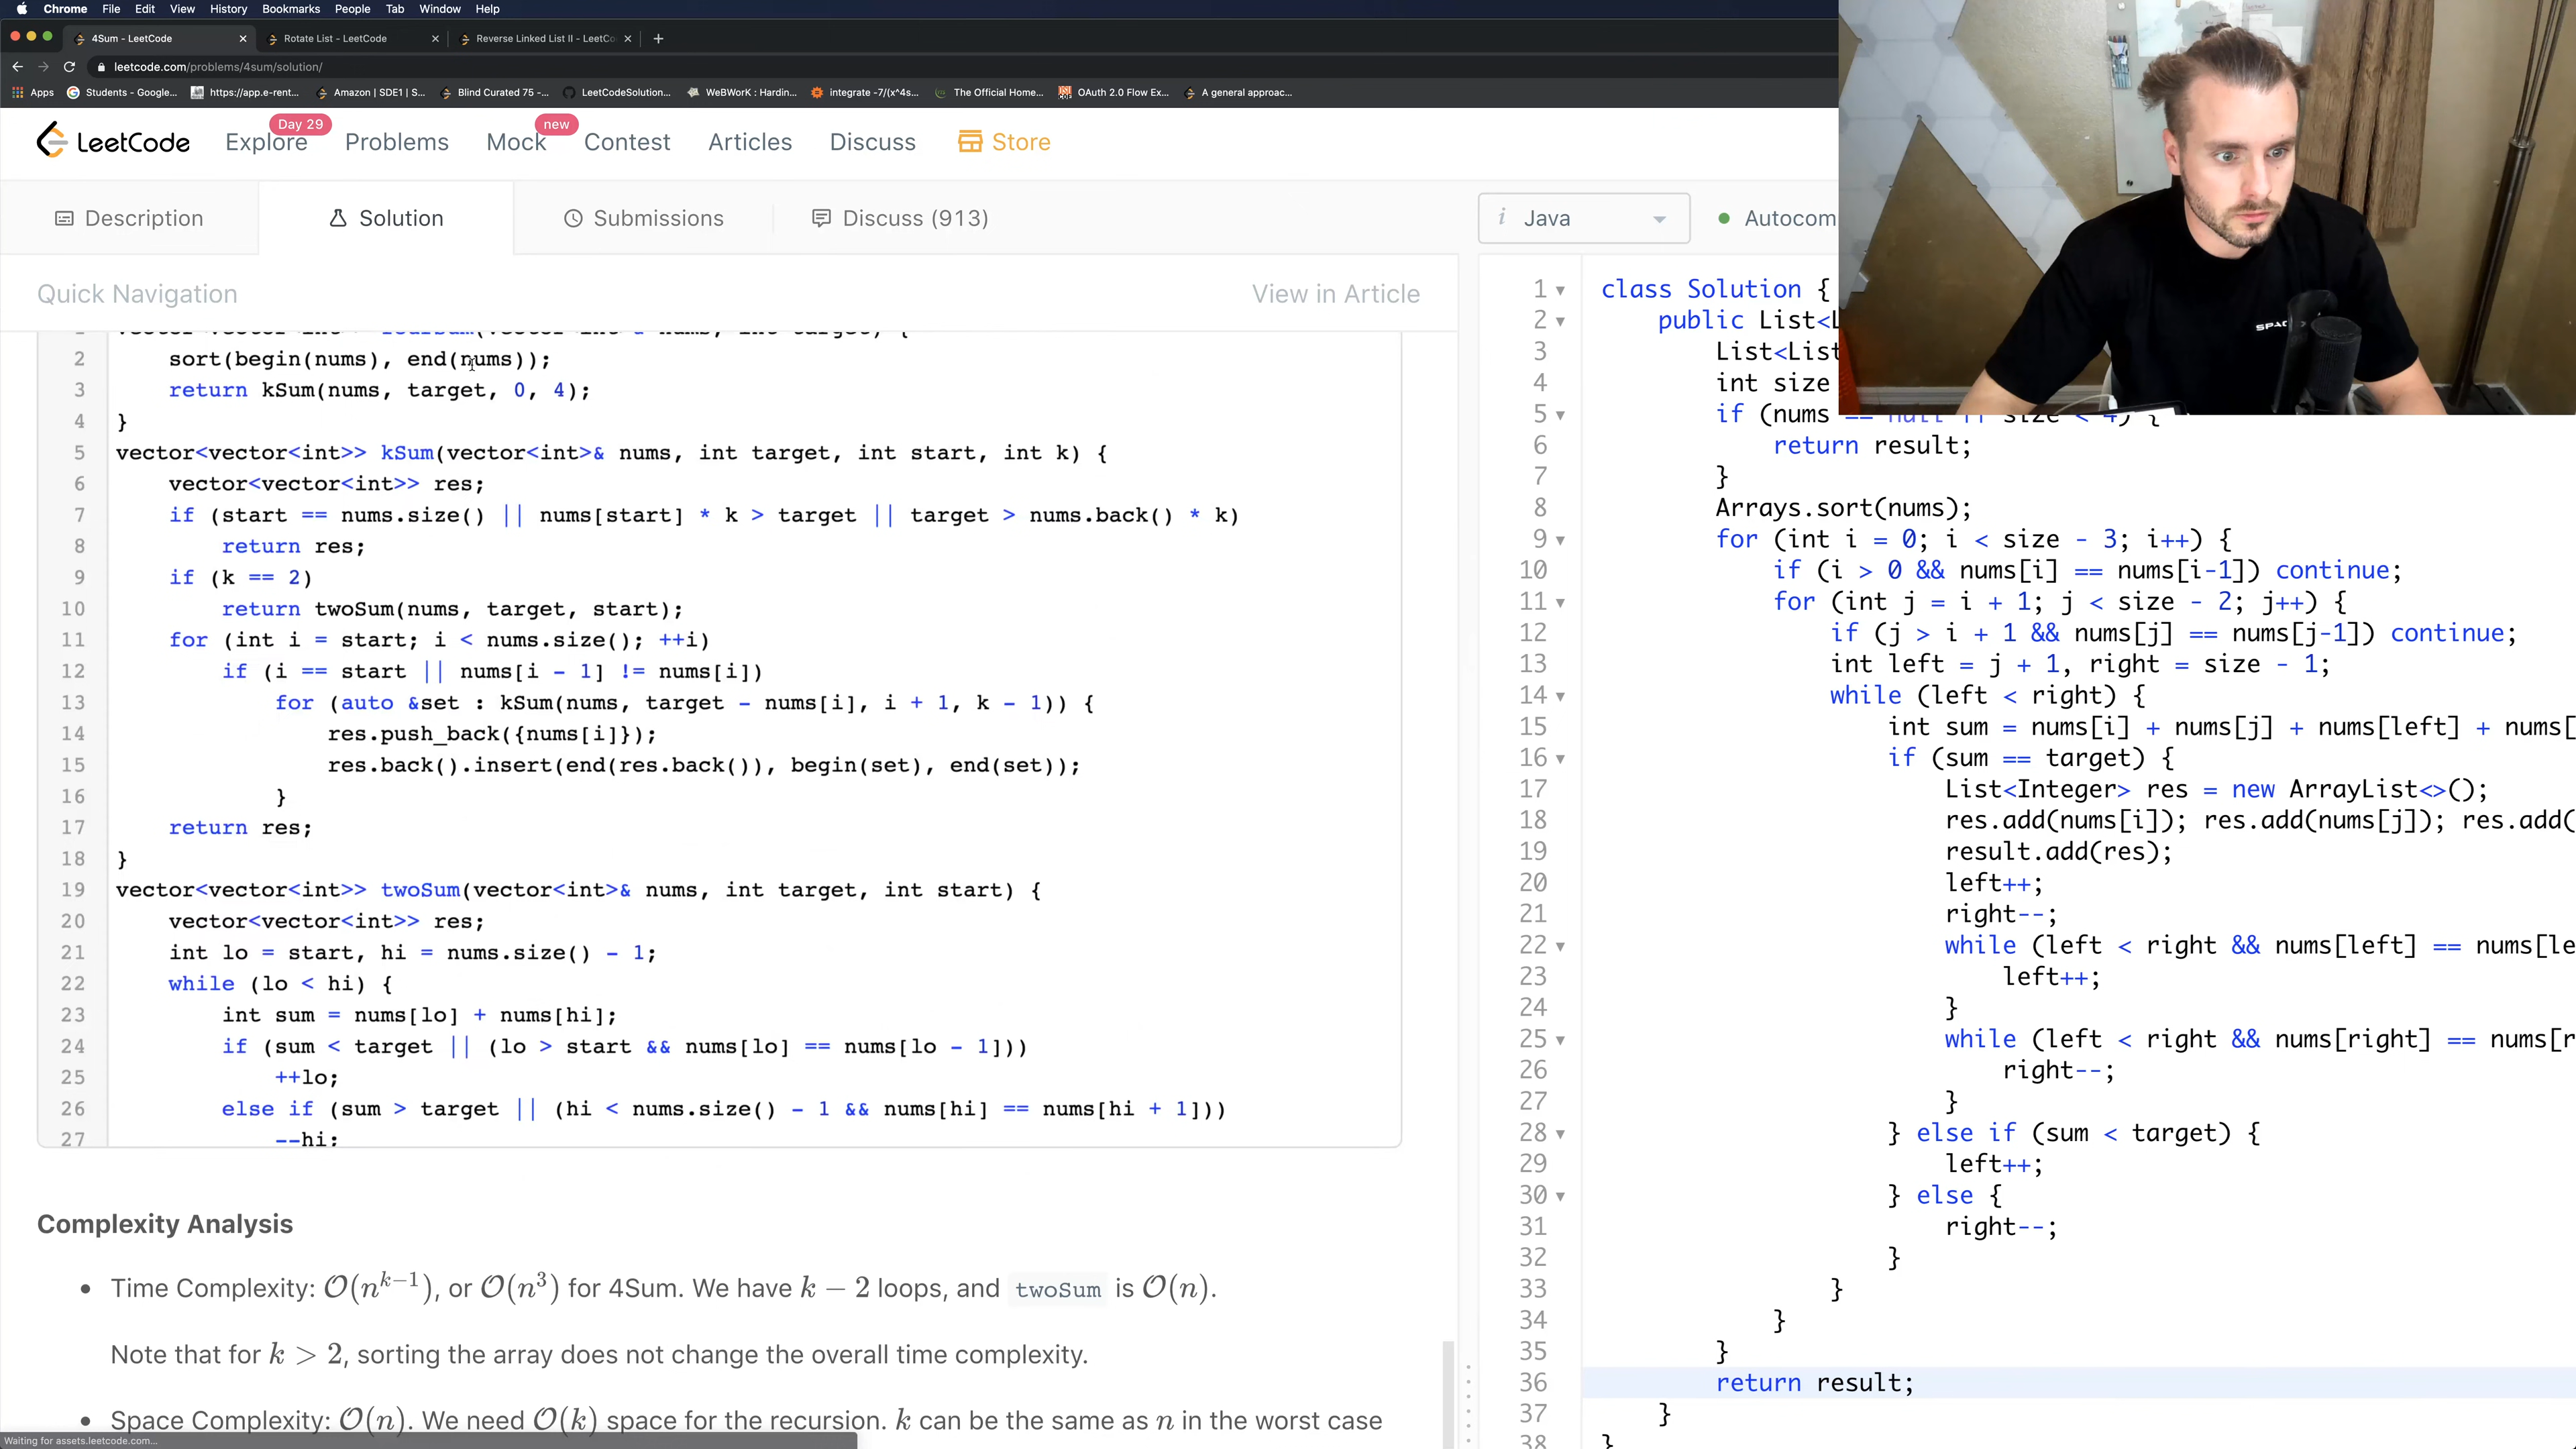 Chrome File Edit View History Bookmarks People Tab Window Help
4Sum - LeetCode Rotate List - LeetCode Reverse Linked List II - LeetCo
leetcode.com/problems/4sum/solution/
Apps Students - Google... https://app.e-rent... Amazon | SDE1 | S... Blind Curated 75 -... LeetCodeSolution... WeBWorK : Hardin... integrate -7/(x^4s... The Official Home... OAuth 2.0 Flow Ex... A general approac...
LeetCode Explore Day 29 Problems Mock new Contest Articles Discuss Store
Description Solution Submissions Discuss (913)
Quick Navigation View in Article
2 sort(begin(nums), end(nums));
3 return kSum(nums, target, 0, 4);
4 }
5 vector<vector<int>> kSum(vector<int>& nums, int target, int start, int k) {
6 vector<vector<int>> res;
7 if (start == nums.size() || nums[start] * k > target || target > nums.back() * k)
8 return res;
9 if (k == 2)
10 return twoSum(nums, target, start);
11 for (int i = start; i < nums.size(); ++i)
12 if (i == start || nums[i - 1] != nums[i])
13 for (auto &set : kSum(nums, target - nums[i], i + 1, k - 1)) {
14 res.push_back({nums[i]});
15 res.back().insert(end(res.back()), begin(set), end(set));
16 }
17 return res;
18 }
19 vector<vector<int>> twoSum(vector<int>& nums, int target, int start) {
20 vector<vector<int>> res;
21 int lo = start, hi = nums.size() - 1;
22 while (lo < hi) {
23 int sum = nums[lo] + nums[hi];
24 if (sum < target || (lo > start && nums[lo] == nums[lo - 1]))
25 ++lo;
26 else if (sum > target || (hi < nums.size() - 1 && nums[hi] == nums[hi + 1]))
27 --hi;
Complexity Analysis
• Time Complexity: O(n^{k−1}), or O(n^3) for 4Sum. We have k − 2 loops, and twoSum is O(n).
Note that for k > 2, sorting the array does not change the overall time complexity.
• Space Complexity: O(n). We need O(k) space for the recursion. k can be the same as n in the worst case
Waiting for assets.leetcode.com...
i Java Autocom
1 class Solution {
2 public List<L
3 List<List
4 int size
5 if (nums == null || size < 4) {
6 return result;
7 }
8 Arrays.sort(nums);
9 for (int i = 0; i < size - 3; i++) {
10 if (i > 0 && nums[i] == nums[i-1]) continue;
11 for (int j = i + 1; j < size - 2; j++) {
12 if (j > i + 1 && nums[j] == nums[j-1]) continue;
13 int left = j + 1, right = size - 1;
14 while (left < right) {
15 int sum = nums[i] + nums[j] + nums[left] + nums[
16 if (sum == target) {
17 List<Integer> res = new ArrayList<>();
18 res.add(nums[i]); res.add(nums[j]); res.add(
19 result.add(res);
20 left++;
21 right--;
22 while (left < right && nums[left] == nums[le
23 left++;
24 }
25 while (left < right && nums[right] == nums[r
26 right--;
27 }
28 } else if (sum < target) {
29 left++;
30 } else {
31 right--;
32 }
33 }
34 }
35 }
36 return result;
37 }
38 }